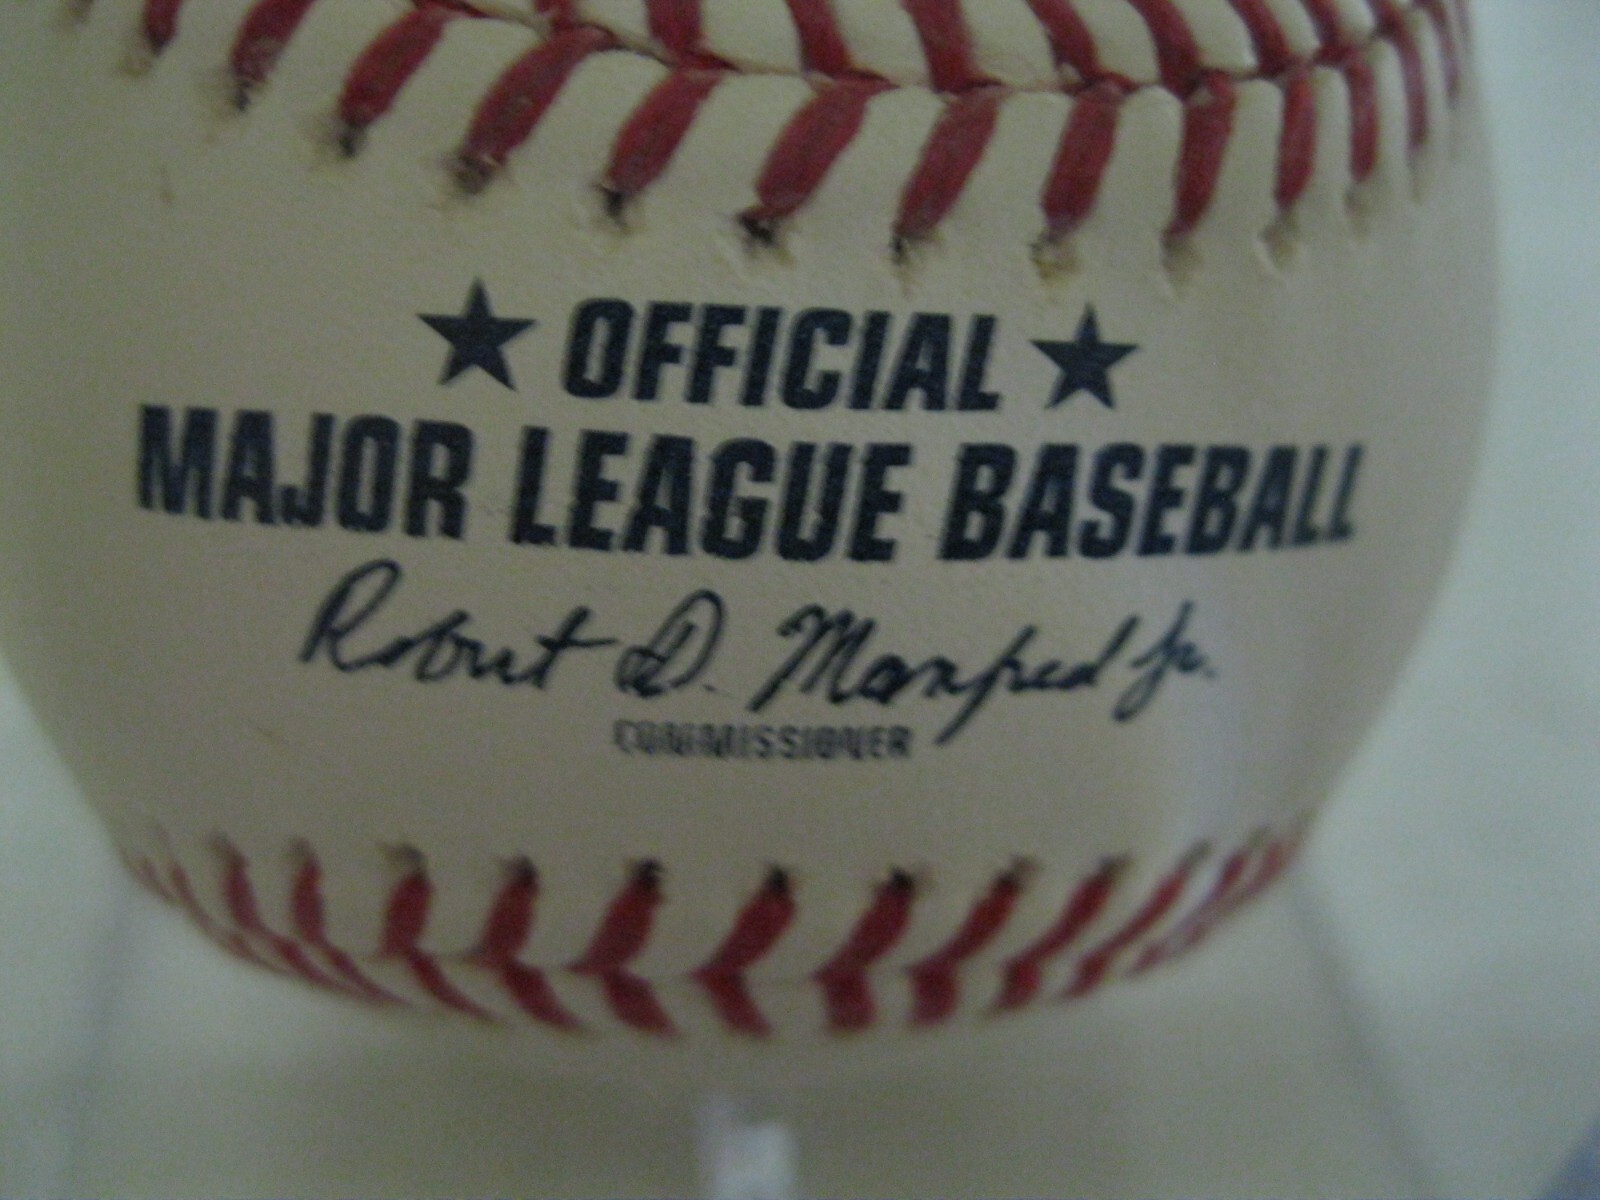 ★ OFFICIAL ★
MAJOR LEAGUE BASEBALL
Robert D. Manfred Jr.
COMMISSIONER